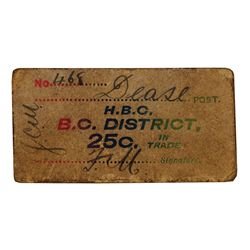 No. 468
Dease POST.
H.B.C.
B.C. DISTRICT,
25c. IN TRADE
Signature.